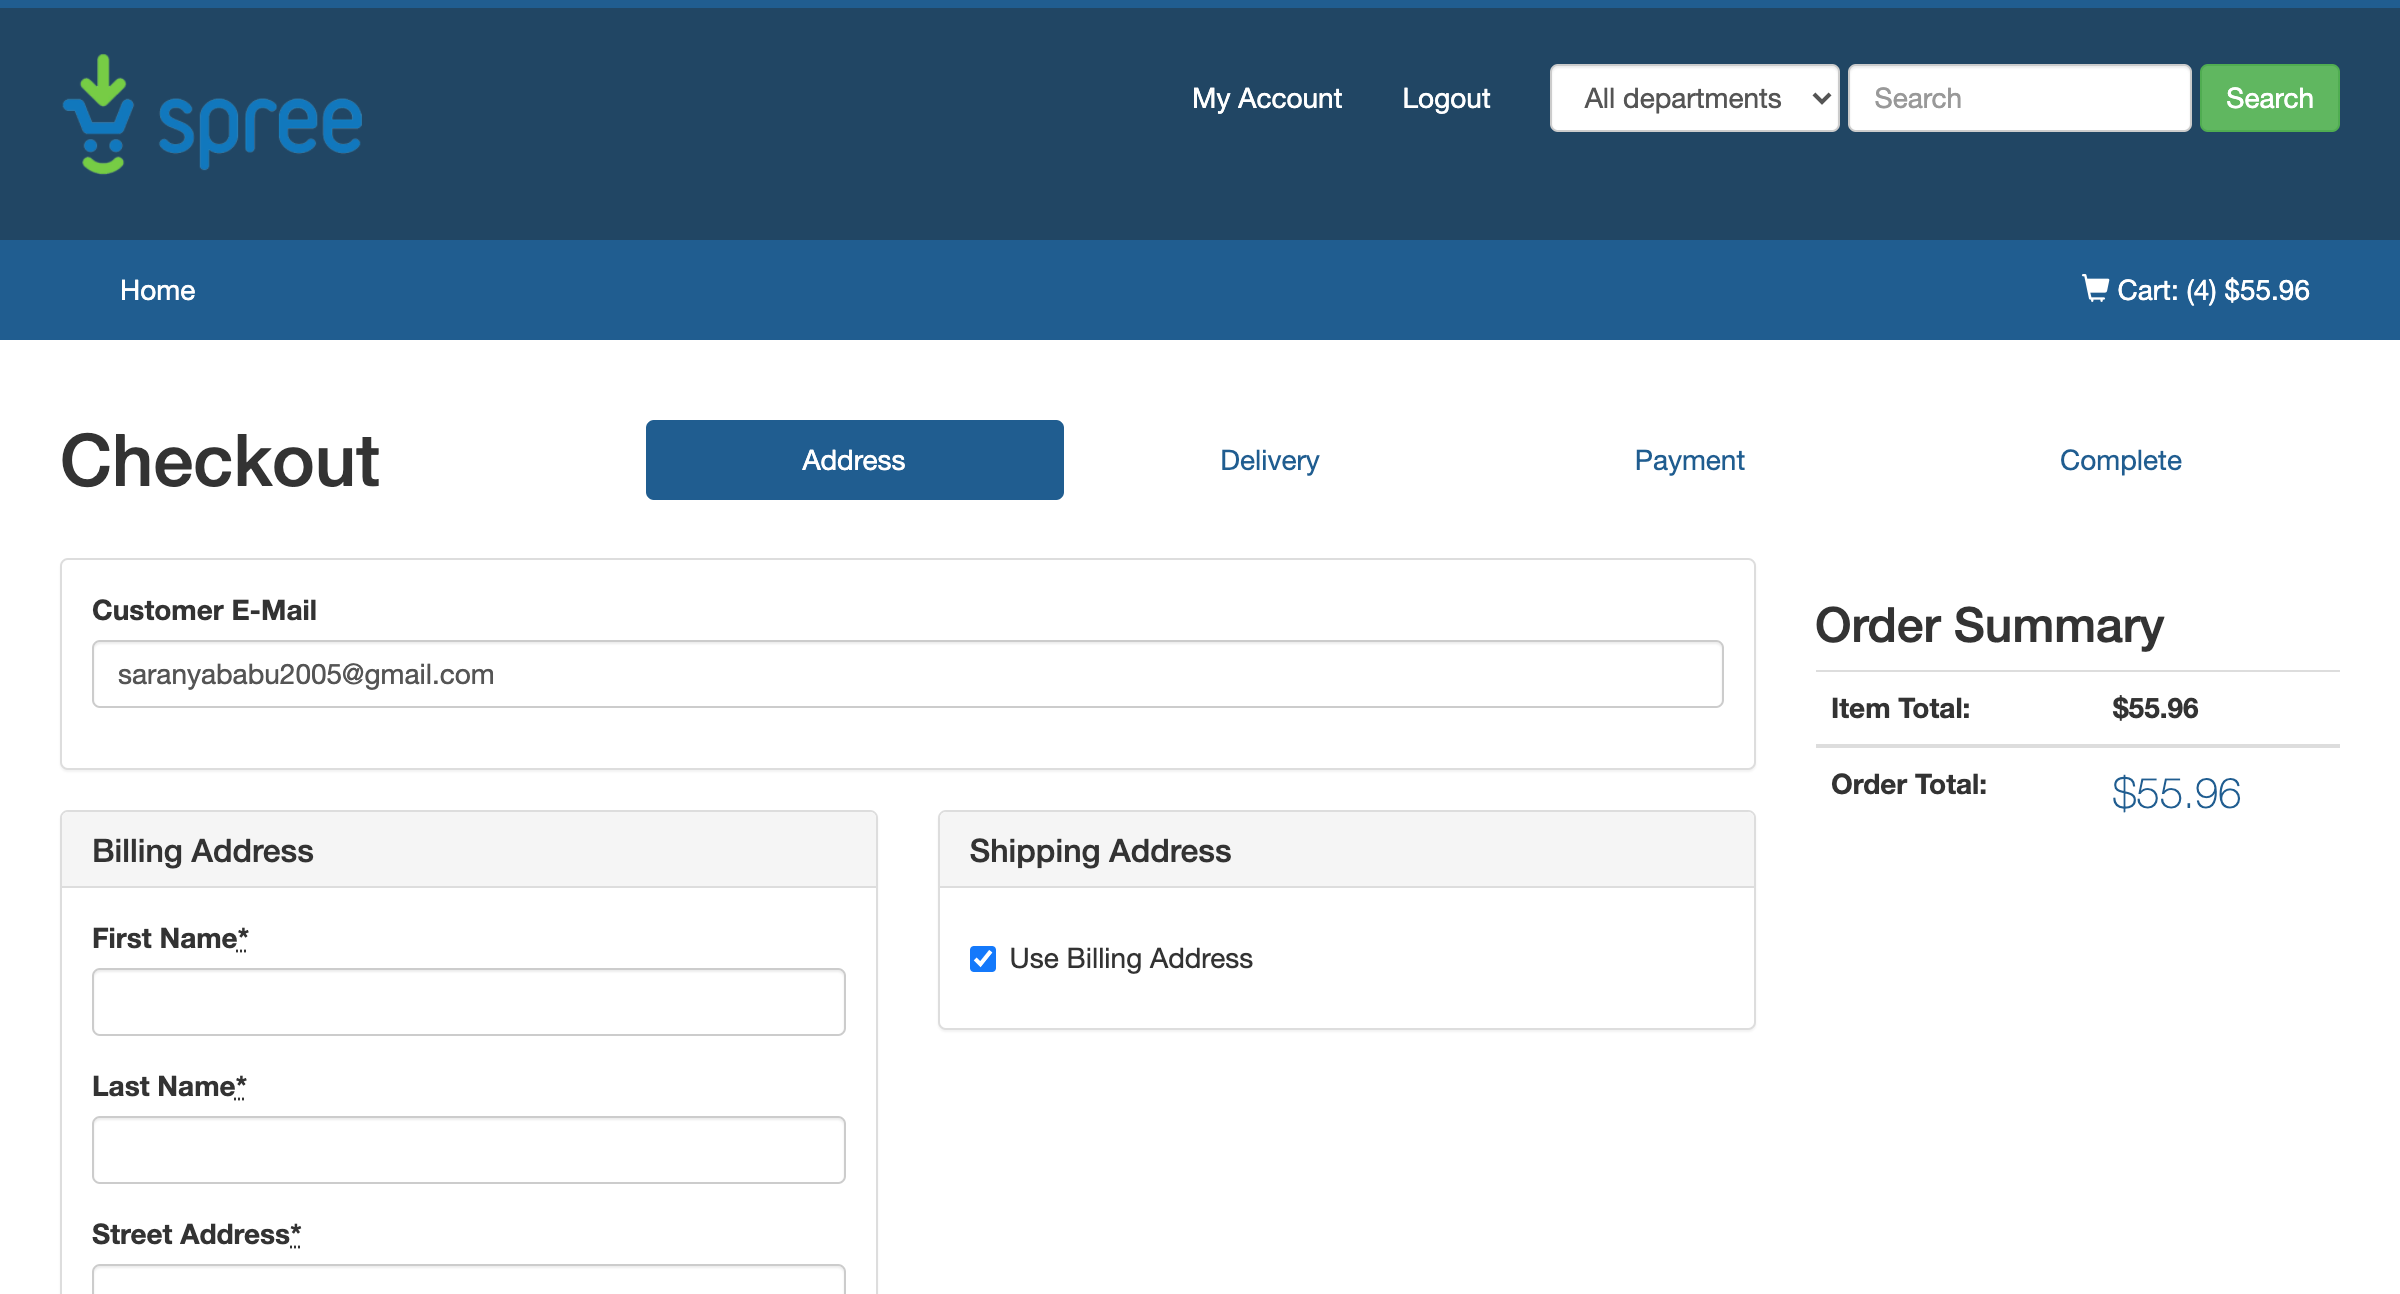 spree
My Account Logout All departments Search Search
Home Cart: (4) $55.96
Checkout Address Delivery Payment Complete
Customer E-Mail
saranyababu2005@gmail.com
Order Summary
Item Total: $55.96
Order Total: $55.96
Billing Address
First Name*
Last Name*
Street Address*
Shipping Address
Use Billing Address